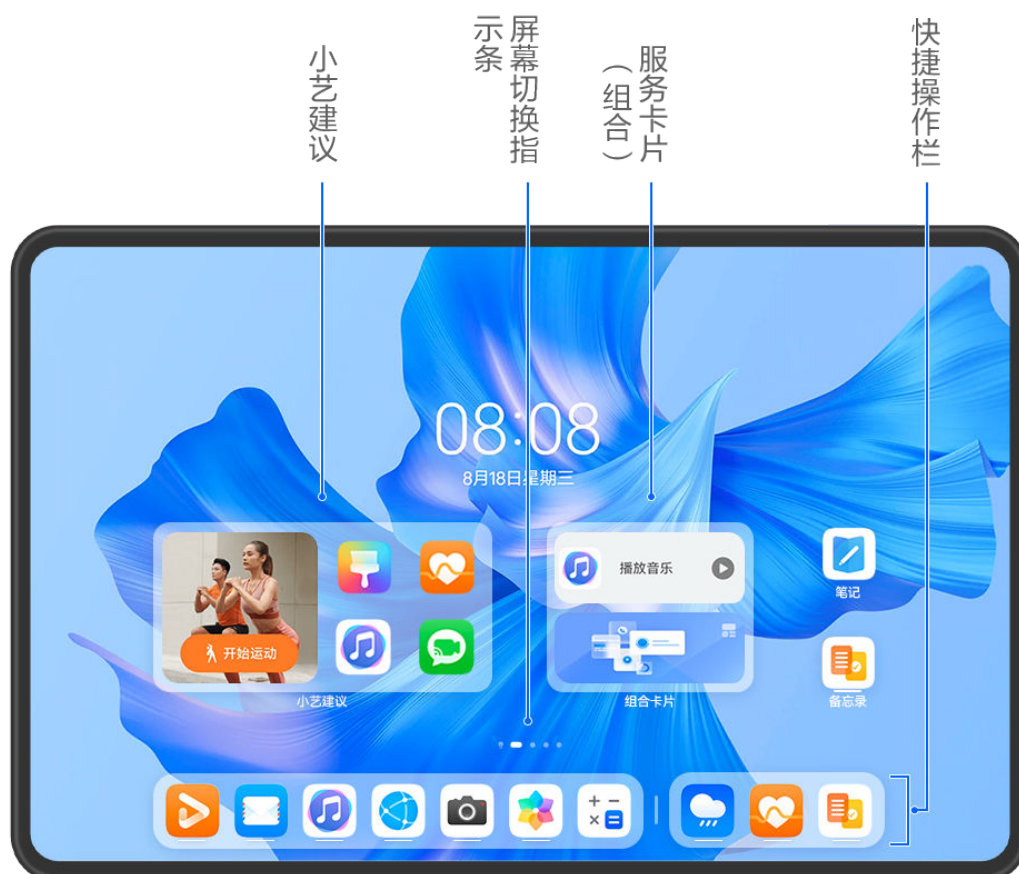 小艺建议
屏幕切换指
示条
服务卡片
（组合）
快捷操作栏
08:08
8月18日星期三
开始运动
小艺建议
播放音乐
组合卡片
笔记
备忘录